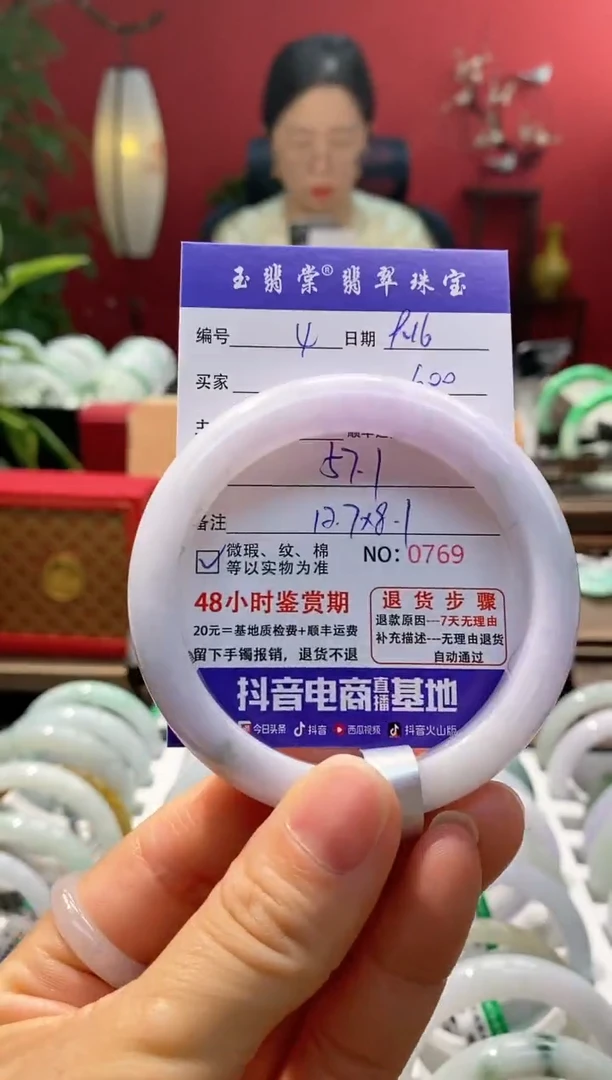 玉翡棠®翡翠珠宝
编号 4 日期
买家 600
57.1
备注 12.7×8.1
微瑕、纹、棉
等以实物为准
NO: 0769
48小时鉴赏期
20元=基地质检费+顺丰运费
留下手镯报销，退货不退
退货步骤
退款原因---7天无理由
补充描述---无理由退货
自动通过
抖音电商直播基地
今日头条 抖音 西瓜视频 抖音火山版